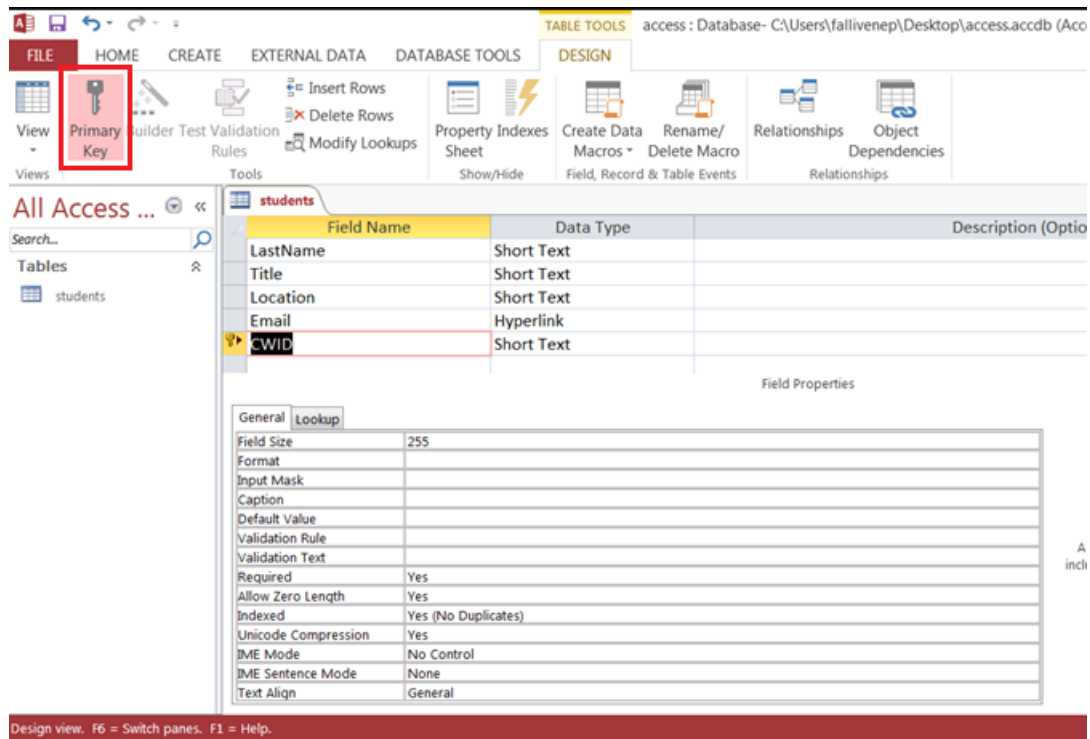 TABLE TOOLS access : Database- C:\Users\fallivenep\Desktop\access.accdb (Acc
FILE HOME CREATE EXTERNAL DATA DATABASE TOOLS DESIGN
View
Primary Key
Builder
Test Validation Rules
Insert Rows
Delete Rows
Modify Lookups
Property Sheet
Indexes
Create Data Macros
Rename/ Delete Macro
Relationships
Object Dependencies
Views Tools Show/Hide Field, Record & Table Events Relationships
All Access ... «
Search...
Tables
students
students
Field Name Data Type Description (Optio
LastName Short Text
Title Short Text
Location Short Text
Email Hyperlink
CWID Short Text
Field Properties
General Lookup
Field Size 255
Format
Input Mask
Caption
Default Value
Validation Rule
Validation Text
Required Yes
Allow Zero Length Yes
Indexed Yes (No Duplicates)
Unicode Compression Yes
IME Mode No Control
IME Sentence Mode None
Text Align General
A
incl
Design view. F6 = Switch panes. F1 = Help.